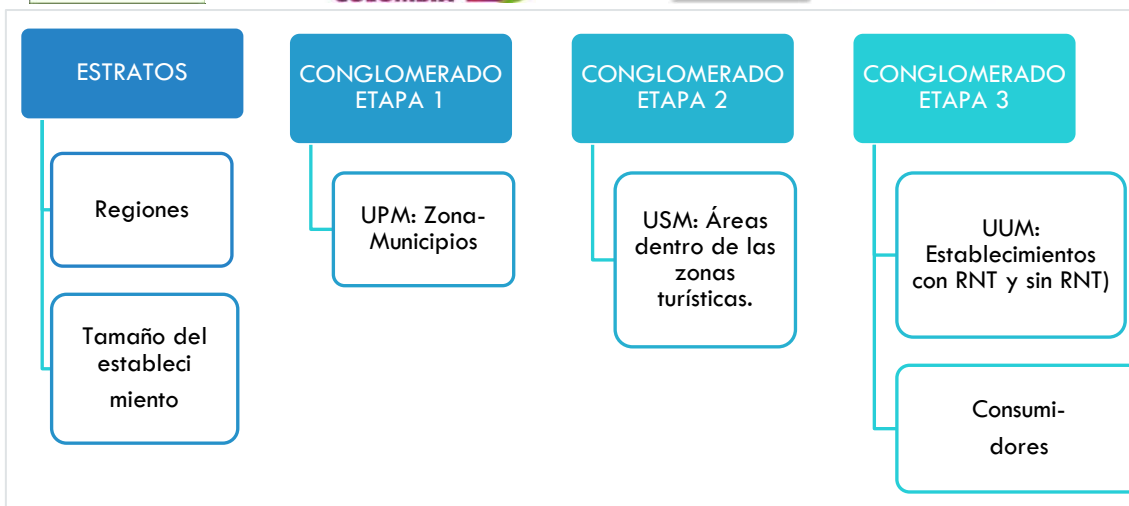 ESTRATOS
Regiones
Tamaño del
estableci
miento
CONGLOMERADO
ETAPA 1
UPM: Zona-
Municipios
CONGLOMERADO
ETAPA 2
USM: Áreas
dentro de las
zonas
turísticas.
CONGLOMERADO
ETAPA 3
UUM:
Establecimientos
con RNT y sin RNT)
Consumi-
dores